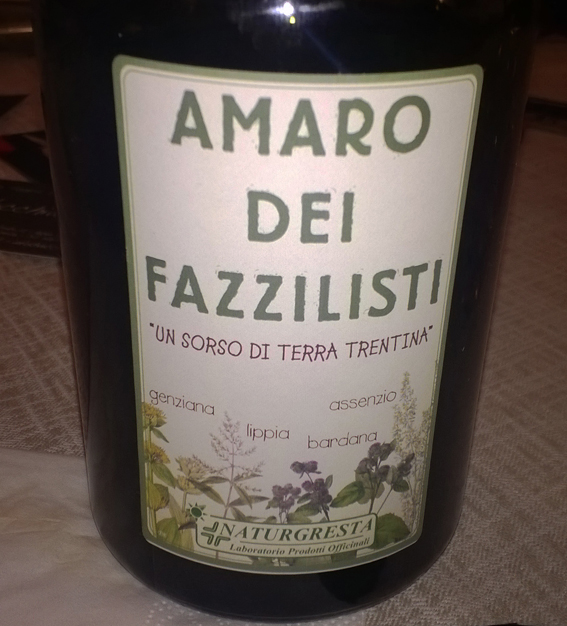 AMARO
DEI
FAZZILISTI
"UN SORSO DI TERRA TRENTINA"
genziana
assenzio
lippia
bardana
NATURGRESTA
Laboratorio Prodotti Officinali